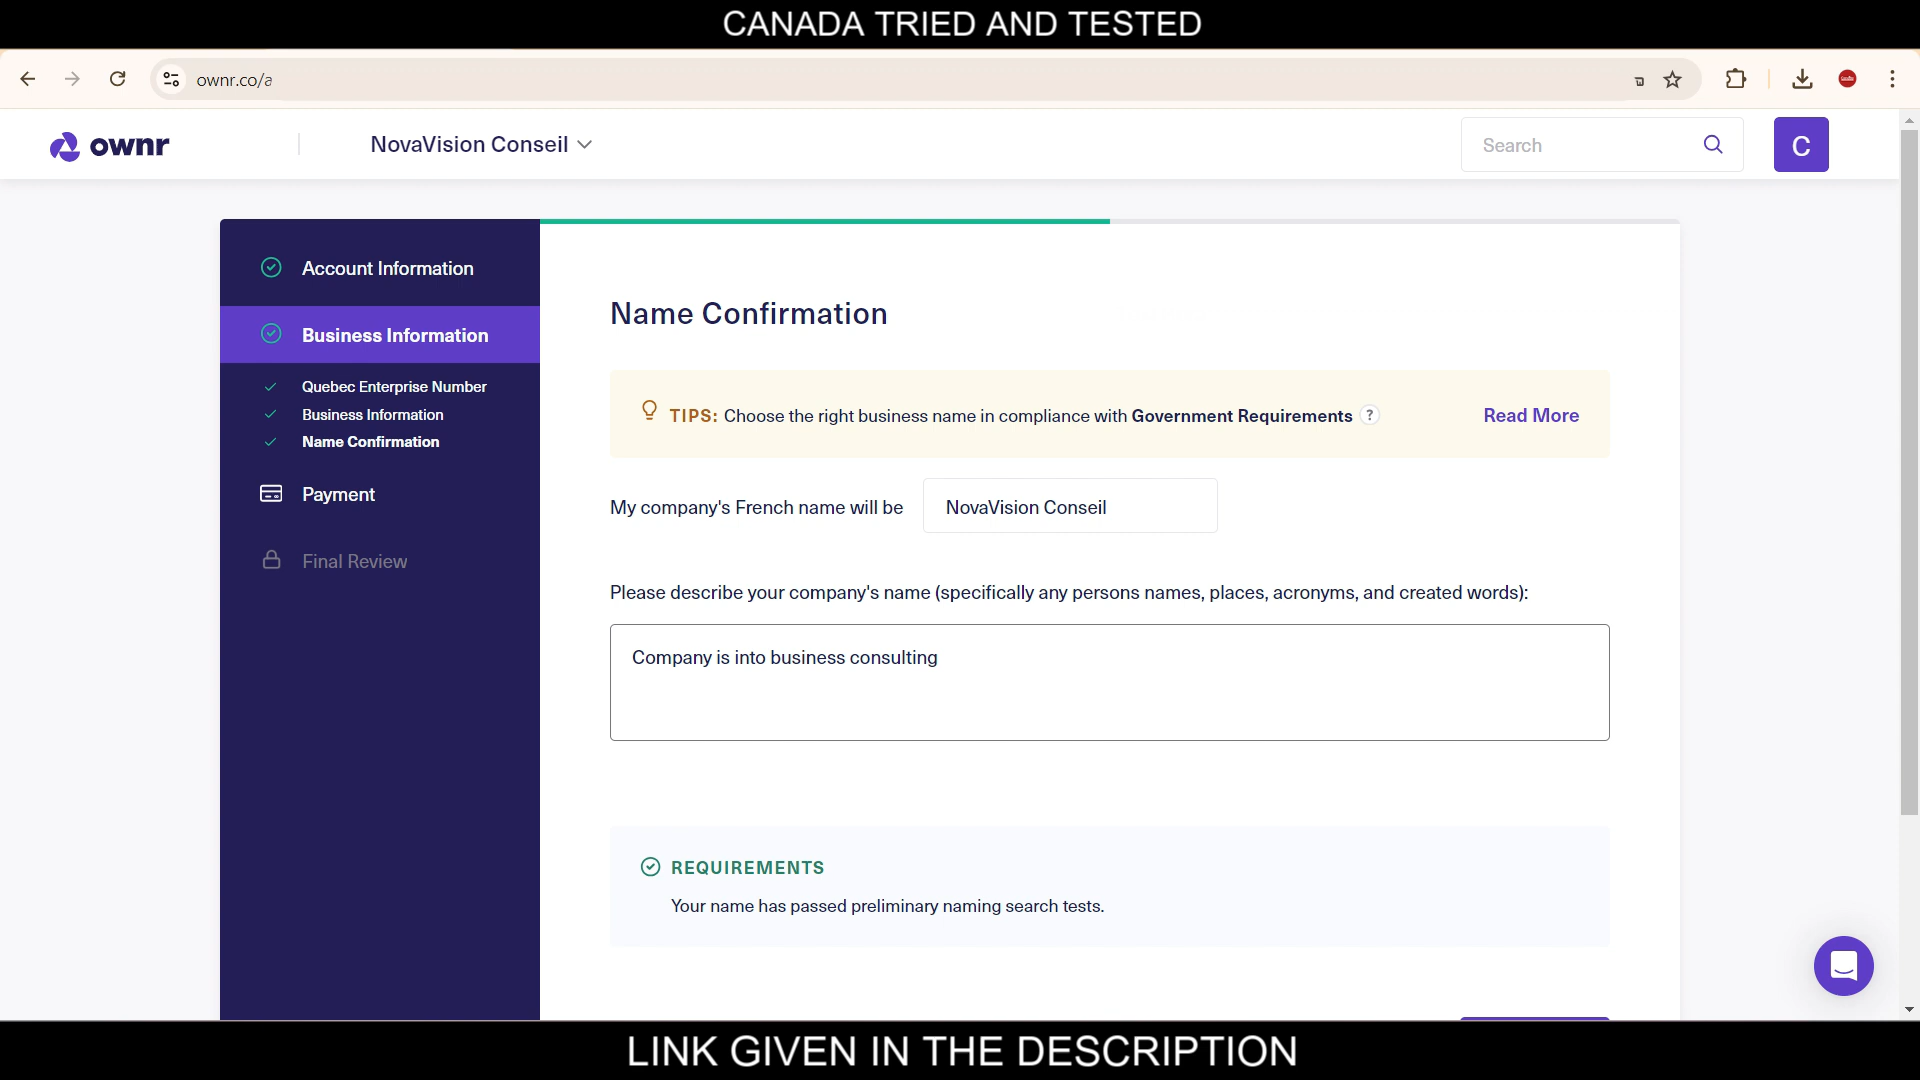 CANADA TRIED AND TESTED
ownr.co/a
ownr
NovaVision Conseil
Search
C
Account Information
Business Information
Quebec Enterprise Number
Business Information
Name Confirmation
Payment
Final Review
Name Confirmation
TIPS: Choose the right business name in compliance with Government Requirements ?
Read More
My company's French name will be
NovaVision Conseil
Please describe your company's name (specifically any persons names, places, acronyms, and created words):
Company is into business consulting
REQUIREMENTS
Your name has passed preliminary naming search tests.
LINK GIVEN IN THE DESCRIPTION